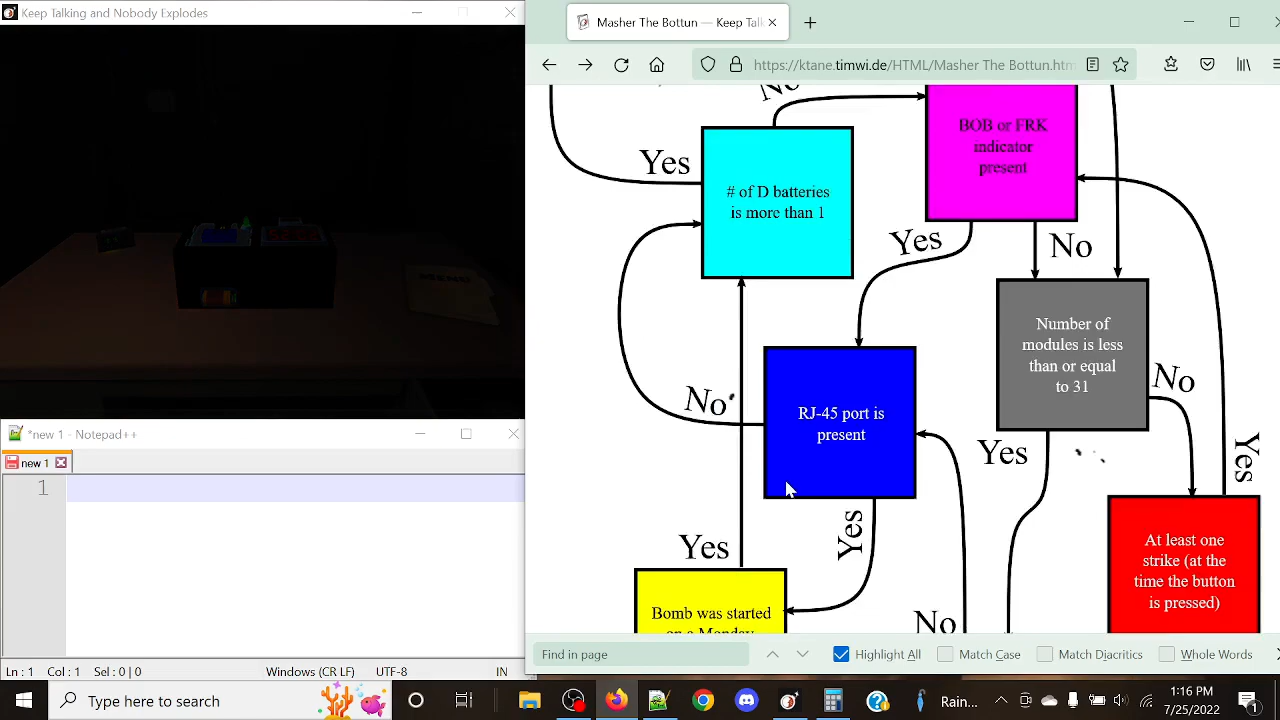 Keep Talking and Nobody Explodes
Masher The Bottun — Keep Talk
https://ktane.timwi.de/HTML/Masher The Bottun.htm
No
BOB or FRK
indicator
present
Yes
# of D batteries
is more than 1
Yes
No
Number of
modules is less
than or equal
to 31
No
No
RJ-45 port is
present
Yes
Yes
*new 1 - Notepad++
new 1
1
Yes
Yes
At least one
strike (at the
time the button
is pressed)
Bomb was started
on a Monday
No
Find in page
Highlight All
Match Case
Match Diacritics
Whole Words
Ln : 1 Col : 1 Sel : 0 | 0
Windows (CR LF)
UTF-8
IN
Type here to search
Rain...
1:16 PM
7/25/2022
1